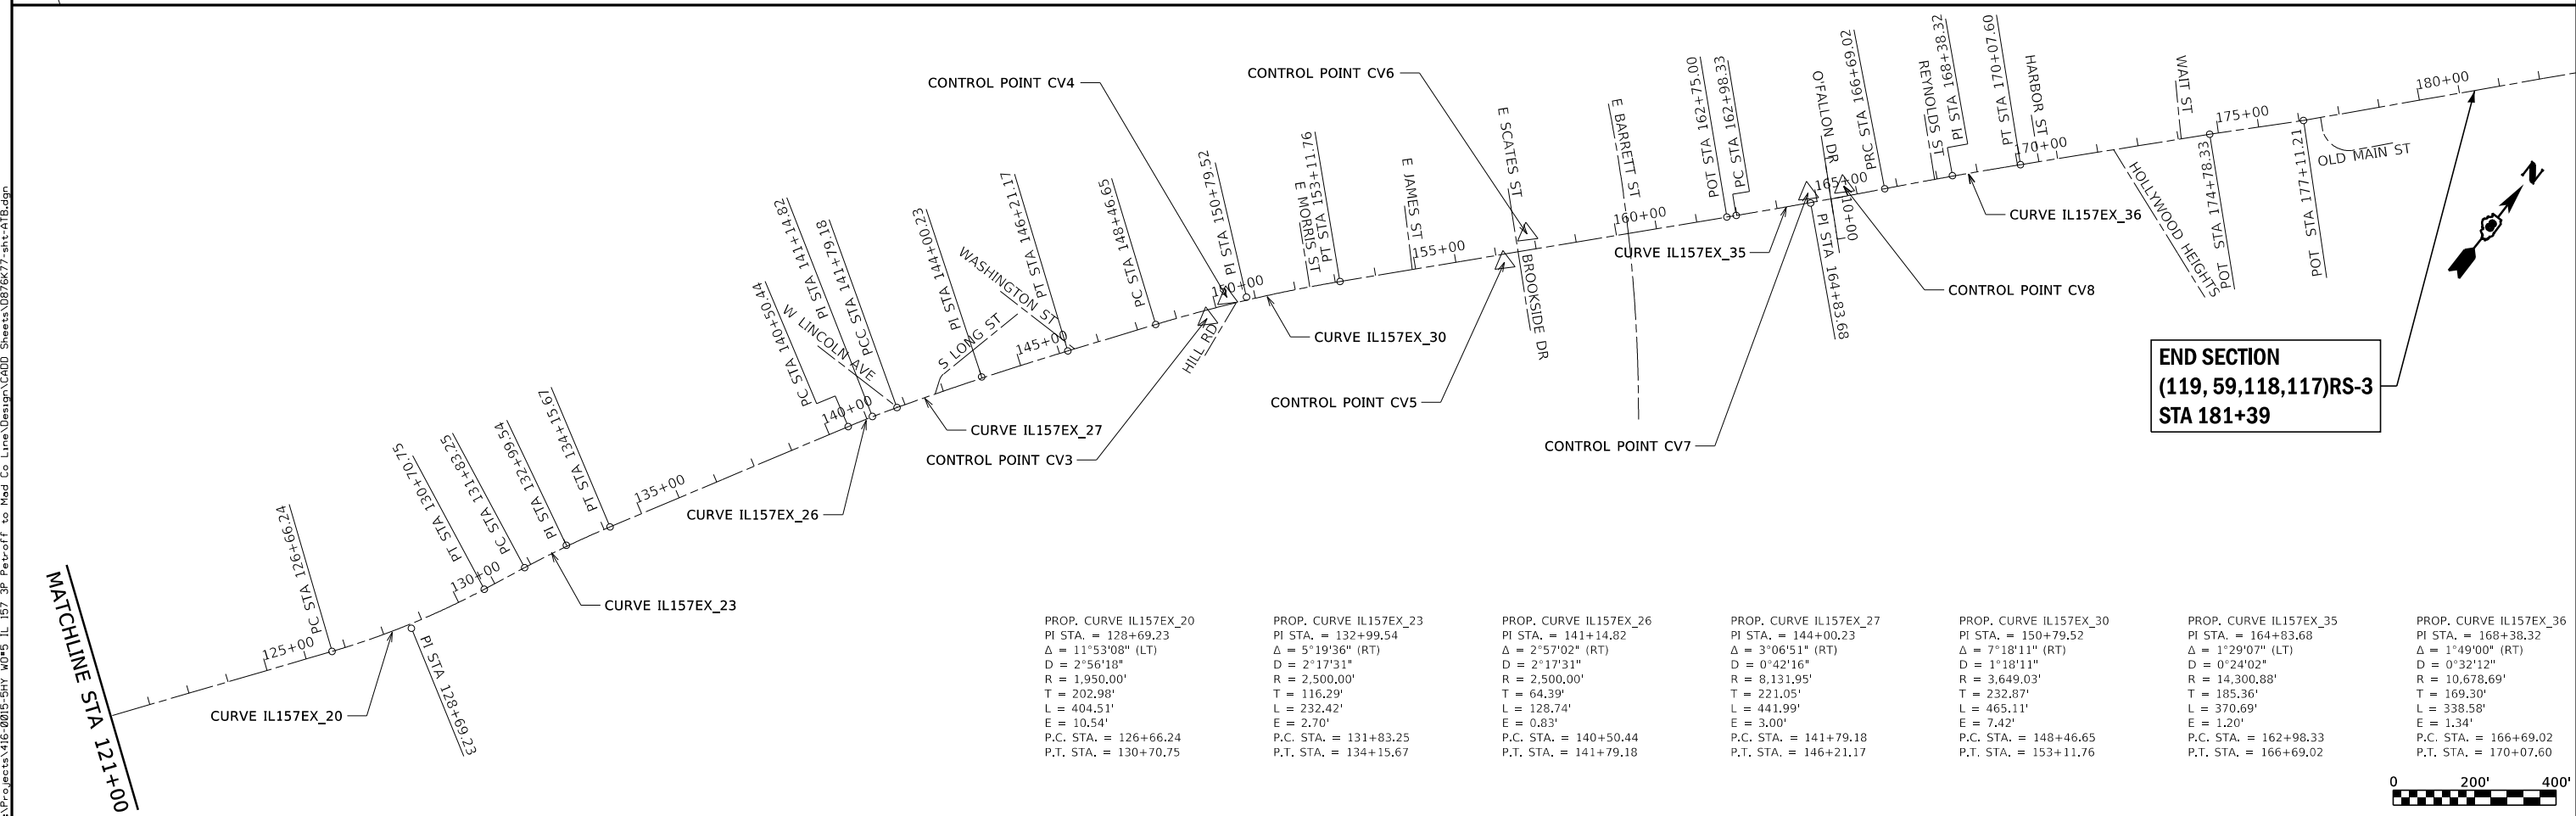 MATCHLINE STA 121+00
125+00
PC STA 126+66.24
CURVE IL157EX_20
PI STA 128+69.23
130+00
PT STA 130+70.75
PC STA 131+83.25
PI STA 132+99.54
PT STA 134+15.67
CURVE IL157EX_23
135+00
CURVE IL157EX_26
140+00
PC STA 140+50.44
W LINCOLN AVE
PI STA 141+14.82
PCC STA 141+79.18
CURVE IL157EX_27
PI STA 144+00.23
S LONG ST
WASHINGTON ST
145+00
PT STA 146+21.17
PC STA 148+46.65
CONTROL POINT CV3
CONTROL POINT CV4
HILL RD
150+00
PI STA 150+79.52
CURVE IL157EX_30
E MORRIS ST
PT STA 153+11.76
E JAMES ST
155+00
CONTROL POINT CV5
CONTROL POINT CV6
E SCATES ST
BROOKSIDE DR
E BARRETT ST
160+00
CURVE IL157EX_35
POT STA 162+75.00
PC STA 162+98.33
CONTROL POINT CV7
PI STA 164+83.68
165+00
O'FALLON DR
10+00
CONTROL POINT CV8
PRC STA 166+69.02
REYNOLDS ST
PI STA 168+38.32
CURVE IL157EX_36
PT STA 170+07.60
HARBOR ST
170+00
HOLLYWOOD HEIGHTS
WAIT ST
POT STA 174+78.33
175+00
POT STA 177+11.21
OLD MAIN ST
180+00
N
END SECTION
(119, 59,118,117)RS-3
STA 181+39
PROP. CURVE IL157EX_20
PI STA. = 128+69.23
Δ = 11°53'08" (LT)
D = 2°56'18"
R = 1,950.00'
T = 202.98'
L = 404.51'
E = 10.54'
P.C. STA. = 126+66.24
P.T. STA. = 130+70.75
PROP. CURVE IL157EX_23
PI STA. = 132+99.54
Δ = 5°19'36" (RT)
D = 2°17'31"
R = 2,500.00'
T = 116.29'
L = 232.42'
E = 2.70'
P.C. STA. = 131+83.25
P.T. STA. = 134+15.67
PROP. CURVE IL157EX_26
PI STA. = 141+14.82
Δ = 2°57'02" (RT)
D = 2°17'31"
R = 2,500.00'
T = 64.39'
L = 128.74'
E = 0.83'
P.C. STA. = 140+50.44
P.T. STA. = 141+79.18
PROP. CURVE IL157EX_27
PI STA. = 144+00.23
Δ = 3°06'51" (RT)
D = 0°42'16"
R = 8,131.95'
T = 221.05'
L = 441.99'
E = 3.00'
P.C. STA. = 141+79.18
P.T. STA. = 146+21.17
PROP. CURVE IL157EX_30
PI STA. = 150+79.52
Δ = 7°18'11" (RT)
D = 1°18'11"
R = 3,649.03'
T = 232.87'
L = 465.11'
E = 7.42'
P.C. STA. = 148+46.65
P.T. STA. = 153+11.76
PROP. CURVE IL157EX_35
PI STA. = 164+83.68
Δ = 1°29'07" (LT)
D = 0°24'02"
R = 14,300.88'
T = 185.36'
L = 370.69'
E = 1.20'
P.C. STA. = 162+98.33
P.T. STA. = 166+69.02
PROP. CURVE IL157EX_36
PI STA. = 168+38.32
Δ = 1°49'00" (RT)
D = 0°32'12"
R = 10,678.69'
T = 169.30'
L = 338.58'
E = 1.34'
P.C. STA. = 166+69.02
P.T. STA. = 170+07.60
0 200' 400'